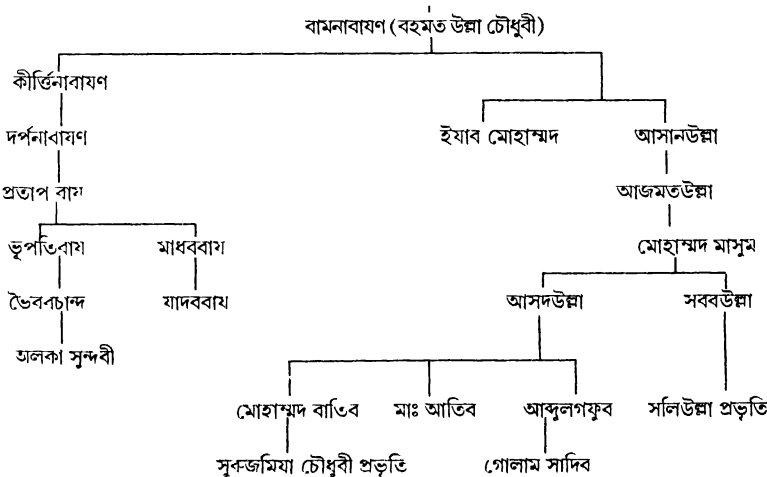 বামনাবাযণ (বহমত উল্লা চৌধুবী)
কীর্ত্তিনাবাযণ
দর্পনাবাযণ ইযাব মোহাম্মদ আসানউল্লা
প্রতাপ বায আজমতউল্লা
ভূপতিবায মাধববায মোহাম্মদ মাসুম
ভৈববচান্দ যাদববায আসদউল্লা সববউল্লা
অলকা সুন্দবী
মোহাম্মদ বাতিব মাঃ আতিব আব্দুলগফুব সলিউল্লা প্রভৃতি
সুকজমিযা চৌধুবী প্রভৃতি গোলাম সাদিব